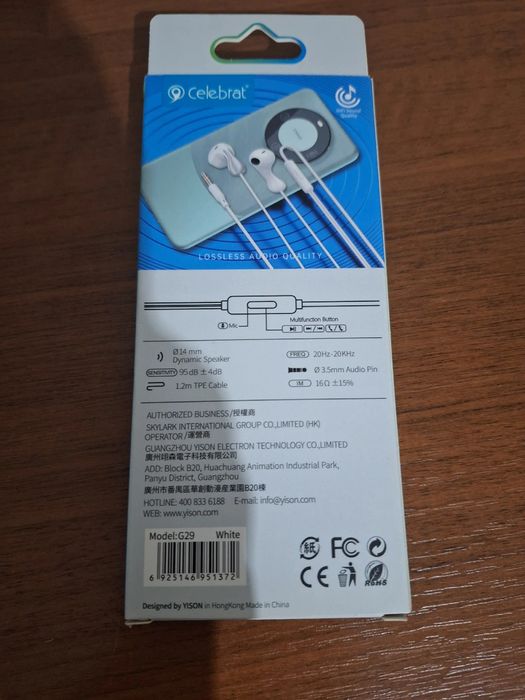 Celebrat®
HiFi Sound
Quality
LOSSLESS AUDIO QUALITY
Mic
Multifunction Button
Ø14 mm
Dynamic Speaker
FREQ 20Hz-20KHz
SENSITIVITY 95dB ±4dB
Ø 3.5mm Audio Pin
1.2m TPE Cable
IM 16Ω ±15%
AUTHORIZED BUSINESS/授權商
SKYLARK INTERNATIONAL GROUP CO.,LIMITED (HK)
OPERATOR /運營商
GUANGZHOU YISON ELECTRON TECHNOLOGY CO.,LIMITED
廣州翊森電子科技有限公司
ADD: Block B20, Huachuang Animation Industrial Park,
Panyu District, Guangzhou
廣州市番禺區華創動漫産業園B20棟
HOTLINE: 400 833 6188 E-mail: info@yison.com
WEB: www.yison.com
Model:G29 White
6 925146 951372
紙 FC
CE RoHS
Designed by YISON in HongKong Made in China